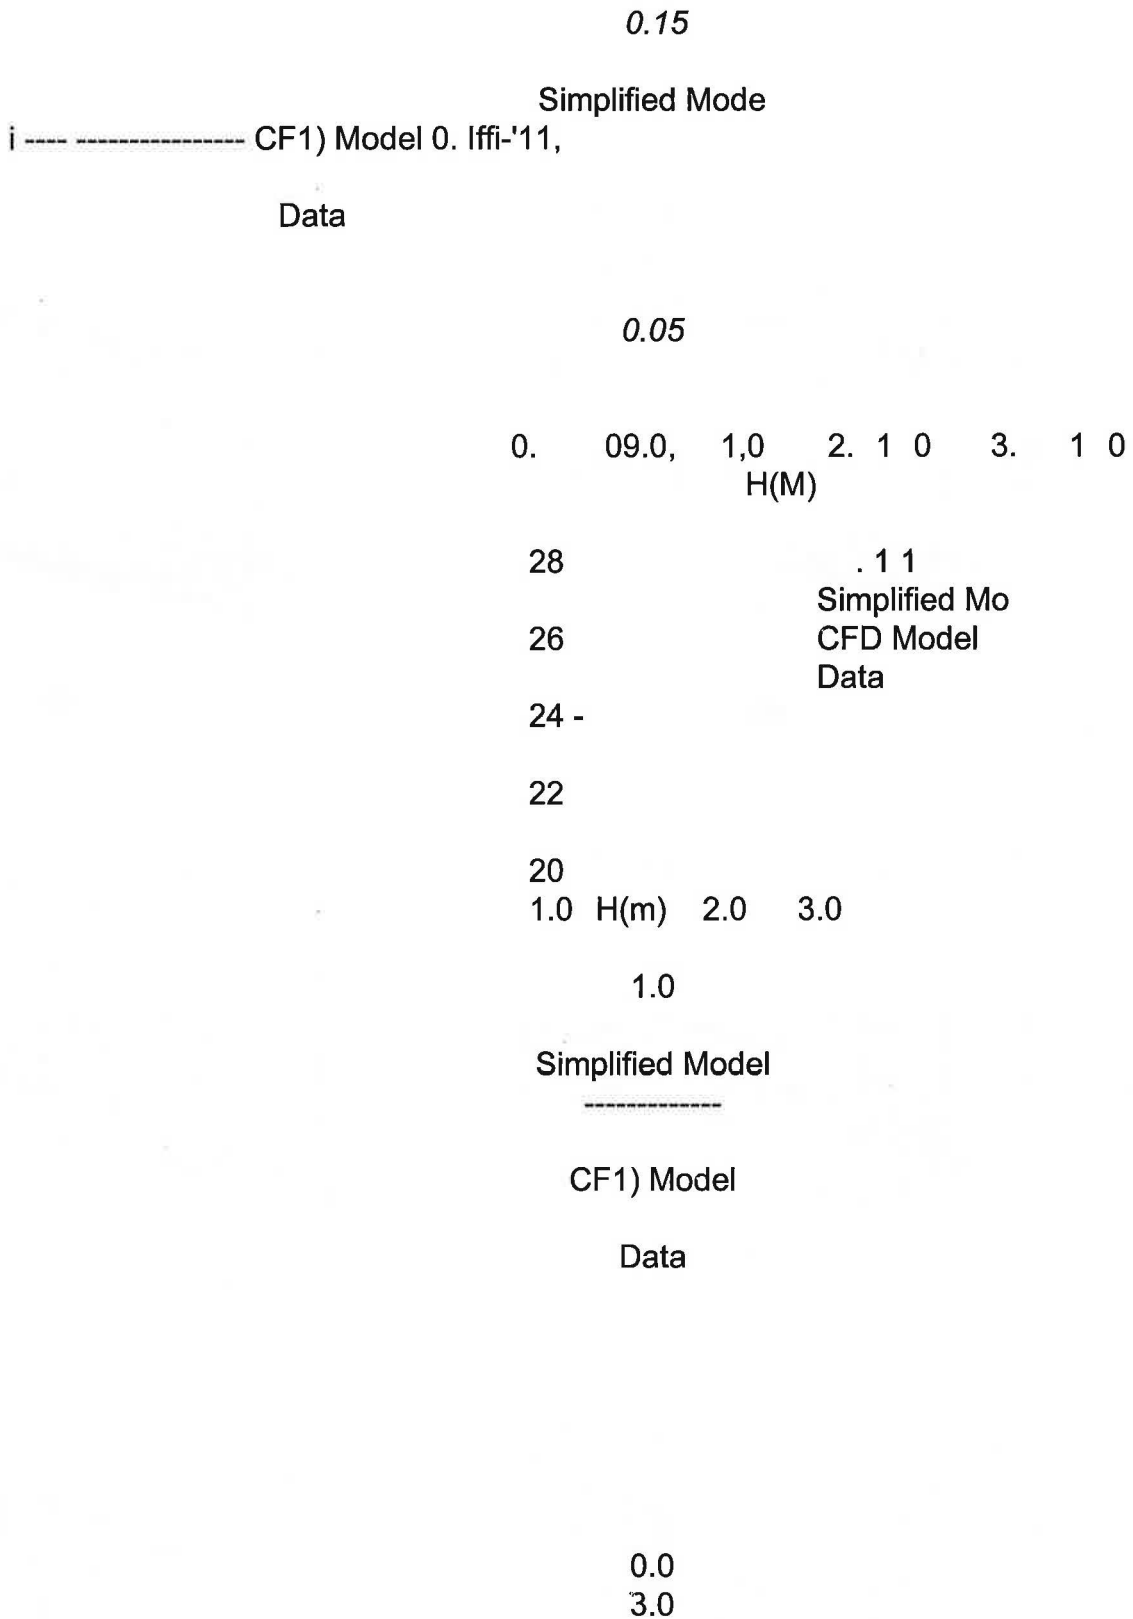 0.15
Simplified Mode
i ---- ---------------- CF1) Model 0. Iffi-'11,
Data
0.05
0. 09.0, 1,0 2. 1 0 3. 1 0
H(M)
28 . 1 1
Simplified Mo
26 CFD Model
Data
24 -
22
20
1.0 H(m) 2.0 3.0
1.0
Simplified Model
-------------
CF1) Model
Data
0.0
3.0